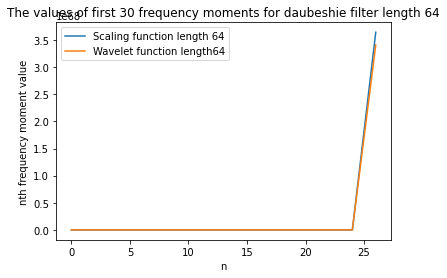 The values of first 30 frequency moments for daubeshie filter length 64
1e68
Scaling function length 64
Wavelet function length64
3.5
3.0
2.5
2.0
1.5
1.0
0.5
0.0
nth frequency moment value
0 5 10 15 20 25
n